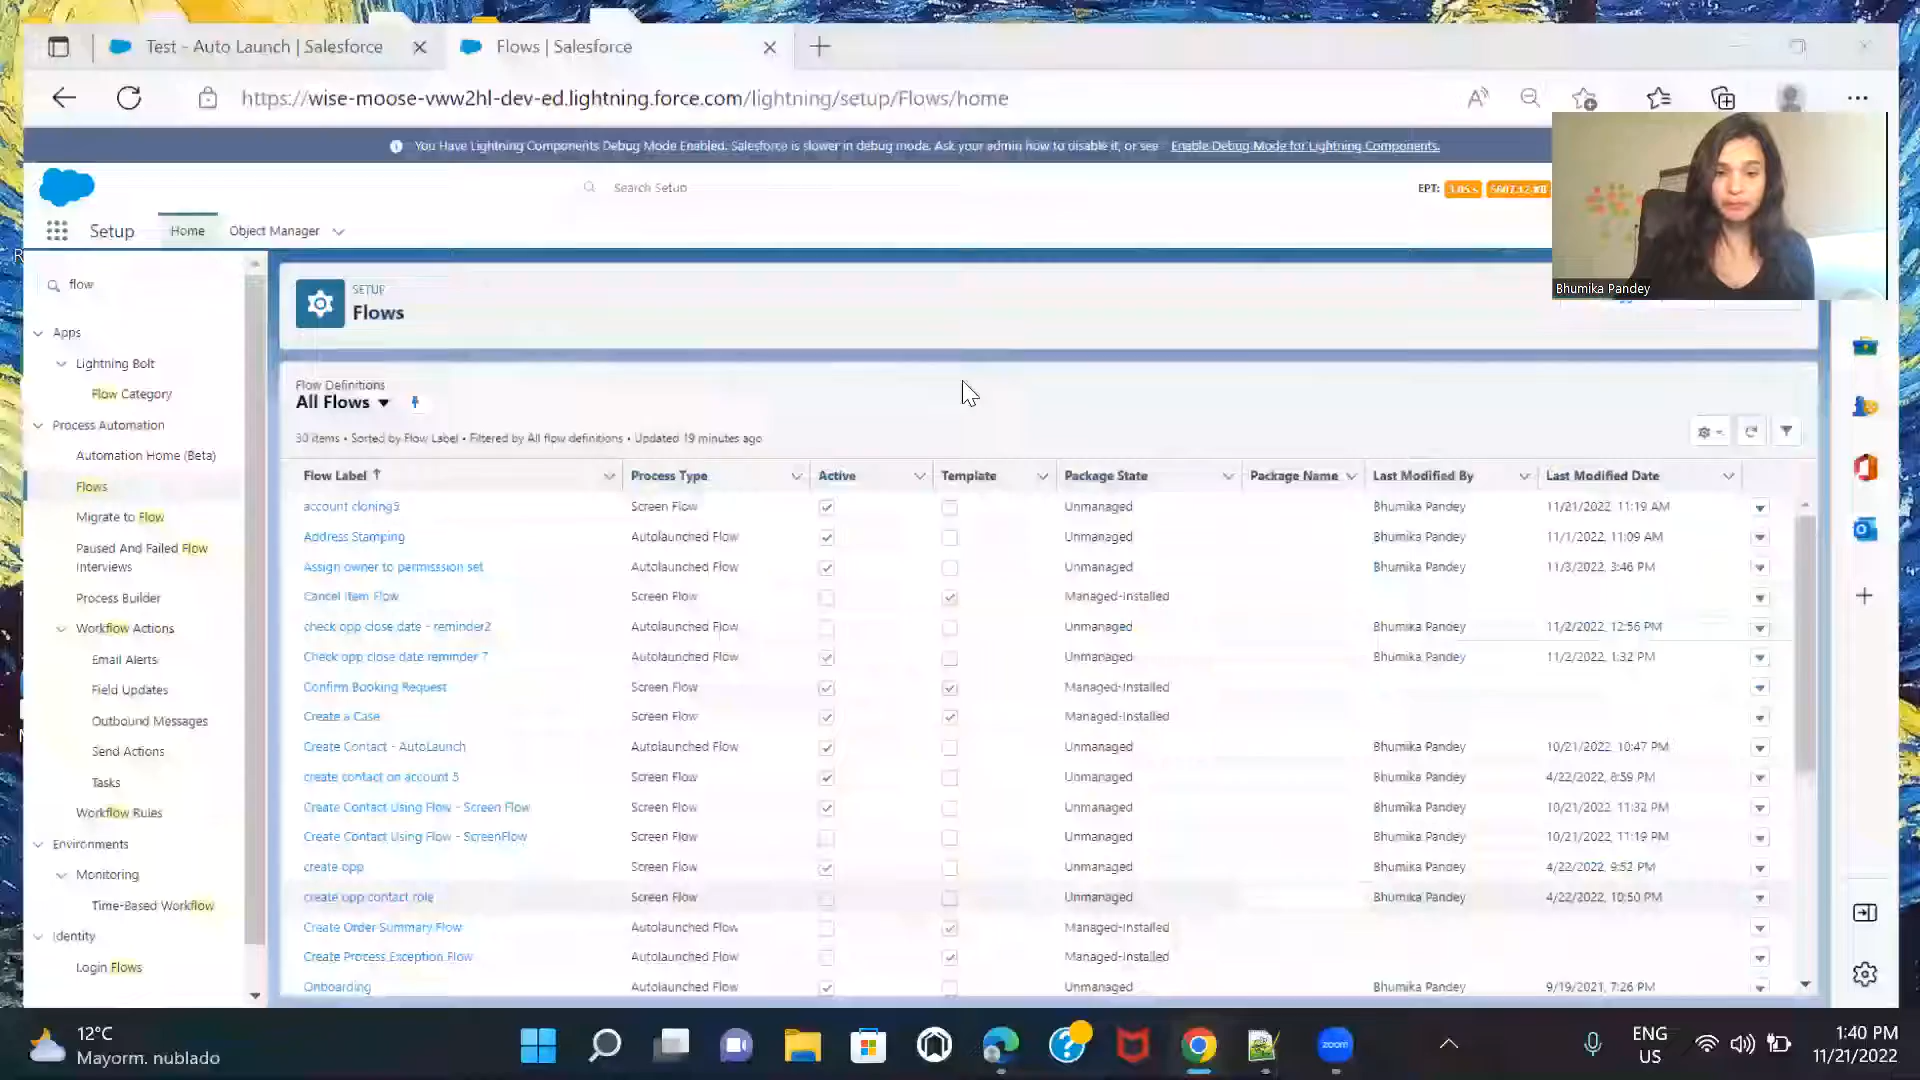 Test - Auto Launch | Salesforce
Flows | Salesforce
https://wise-moose-vww2hl-dev-ed.lightning.force.com/lightning/setup/Flows/home
You Have Lightning Components Debug Mode Enabled. Salesforce is slower in debug mode. Ask your admin how to disable it, or see Enable Debug Mode for Lightning Components.
Search Setup
EPT:
Setup
Home
Object Manager
Bhumika Pandey
flow
Apps
Lightning Bolt
Flow Category
Process Automation
Automation Home (Beta)
Flows
Migrate to Flow
Paused And Failed Flow
Interviews
Process Builder
Workflow Actions
Email Alerts
Field Updates
Outbound Messages
Send Actions
Tasks
Workflow Rules
Environments
Monitoring
Time-Based Workflow
Identity
Login Flows
SETUP
Flows
Flow Definitions
All Flows
30 items • Sorted by Flow Label • Filtered by All flow definitions • Updated 19 minutes ago
Flow Label ↑ Process Type Active Template Package State Package Name Last Modified By Last Modified Date
account cloning5 Screen Flow Unmanaged Bhumika Pandey 11/21/2022, 11:19 AM
Address Stamping Autolaunched Flow Unmanaged Bhumika Pandey 11/1/2022, 11:09 AM
Assign owner to permisssion set Autolaunched Flow Unmanaged Bhumika Pandey 11/3/2022, 3:46 PM
Cancel Item Flow Screen Flow Managed-Installed
check opp close date - reminder2 Autolaunched Flow Unmanaged Bhumika Pandey 11/2/2022, 12:56 PM
Check opp close date reminder 7 Autolaunched Flow Unmanaged Bhumika Pandey 11/2/2022, 1:32 PM
Confirm Booking Request Screen Flow Managed-Installed
Create a Case Screen Flow Managed-Installed
Create Contact - AutoLaunch Autolaunched Flow Unmanaged Bhumika Pandey 10/21/2022, 10:47 PM
create contact on account 5 Screen Flow Unmanaged Bhumika Pandey 4/22/2022, 8:59 PM
Create Contact Using Flow - Screen Flow Screen Flow Unmanaged Bhumika Pandey 10/21/2022, 11:32 PM
Create Contact Using Flow - ScreenFlow Screen Flow Unmanaged Bhumika Pandey 10/21/2022, 11:19 PM
create opp Screen Flow Unmanaged Bhumika Pandey 4/22/2022, 9:52 PM
create opp contact role Screen Flow Unmanaged Bhumika Pandey 4/22/2022, 10:50 PM
Create Order Summary Flow Autolaunched Flow Managed-Installed
Create Process Exception Flow Autolaunched Flow Managed-Installed
Onboarding Autolaunched Flow Unmanaged Bhumika Pandey 9/19/2021, 7:26 PM
12°C
Mayorm. nublado
zoom
ENG
US
1:40 PM
11/21/2022